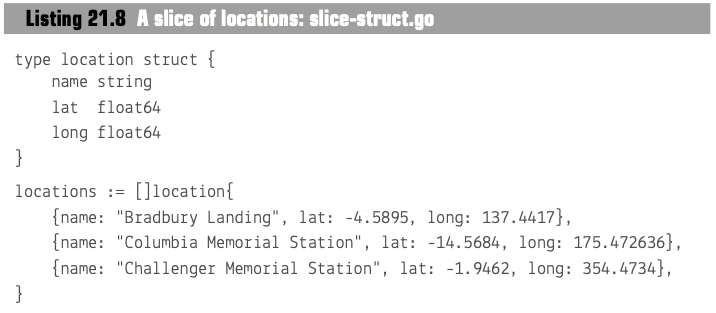 Listing 21.8 A slice of locations: slice-struct.go
type location struct {
    name string
    lat  float64
    long float64
}
locations := []location{
    {name: "Bradbury Landing", lat: -4.5895, long: 137.4417},
    {name: "Columbia Memorial Station", lat: -14.5684, long: 175.472636},
    {name: "Challenger Memorial Station", lat: -1.9462, long: 354.4734},
}